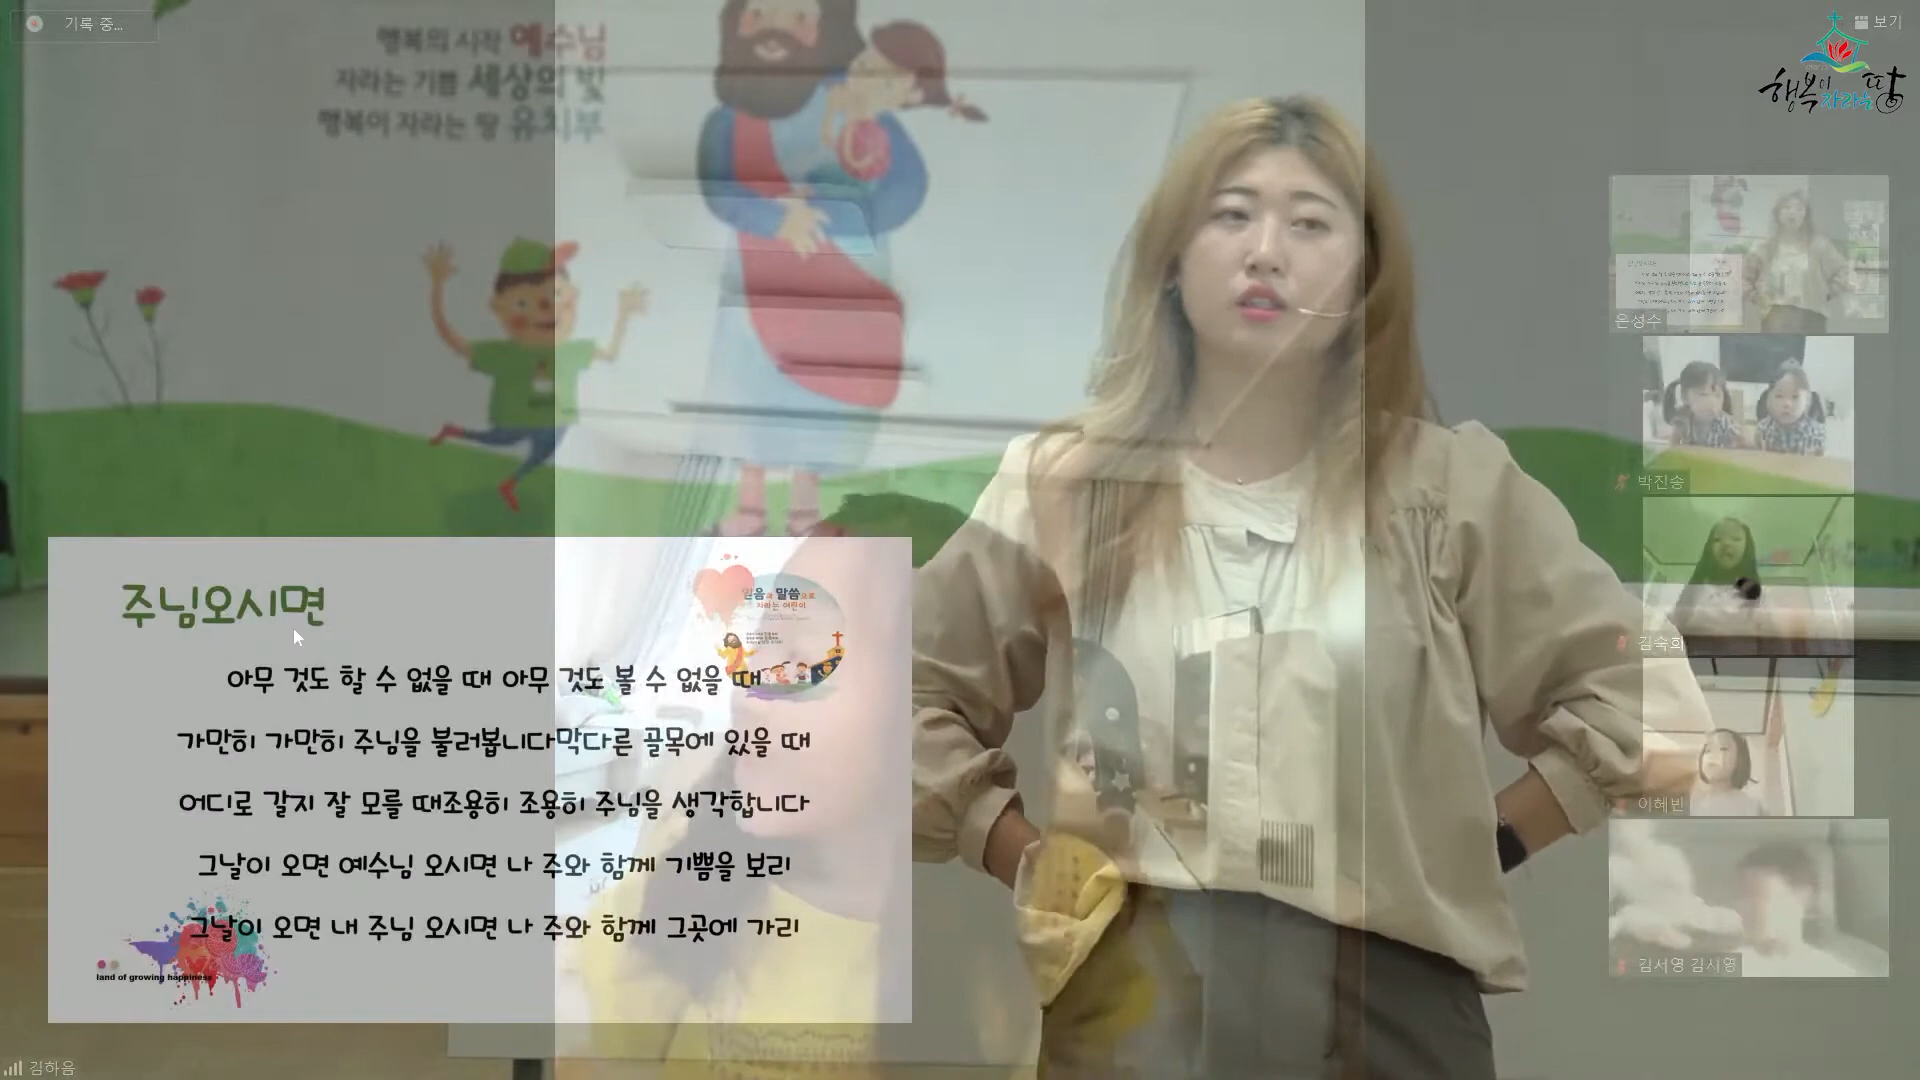 기록 중...
보기
행복의 시작 예수님
자라는 기쁨 세상의 빛
행복이 자라는 땅 유치부
행복이 자라는 땅
은성수
박진송
김숙희
이혜빈
김서영 김시영
주님오시면
믿음과 말씀으로
자라는 어린이
아무 것도 할 수 없을 때 아무 것도 볼 수 없을 때
가만히 가만히 주님을 불러봅니다막다른 골목에 있을 때
어디로 갈지 잘 모를 때조용히 조용히 주님을 생각합니다
그날이 오면 예수님 오시면 나 주와 함께 기쁨을 보리
그날이 오면 내 주님 오시면 나 주와 함께 그곳에 가리
land of growing happiness
김하음